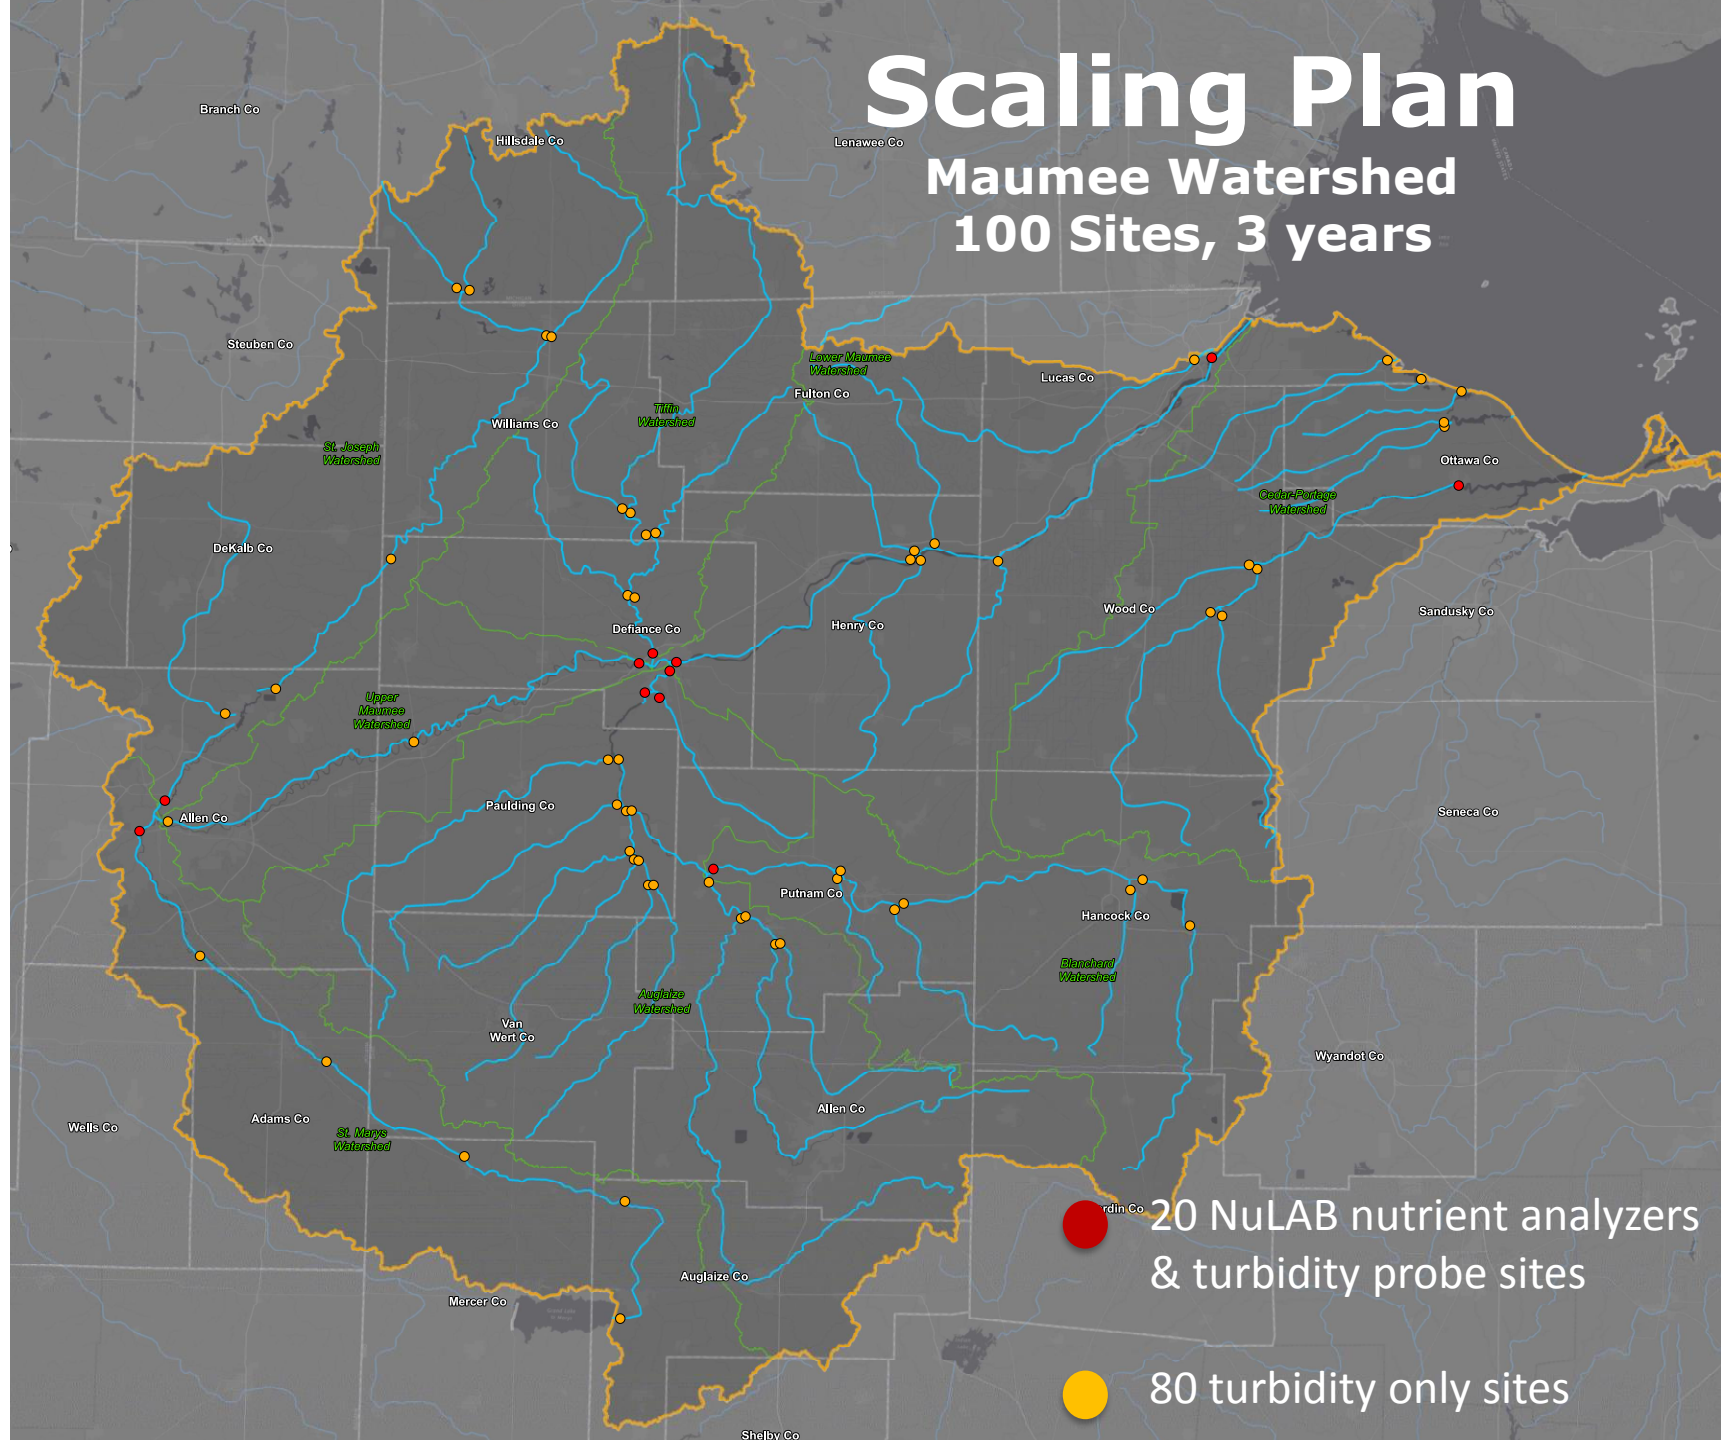 Scaling Plan
Maumee Watershed
100 Sites, 3 years
Branch Co
Hillsdale Co
Lenawee Co
Steuben Co
Lower Maumee
Watershed
Lucas Co
Fulton Co
Tiffin
Watershed
Williams Co
St. Joseph
Watershed
Ottawa Co
Cedar-Portage
Watershed
DeKalb Co
Wood Co
Sandusky Co
Defiance Co
Henry Co
Upper
Maumee
Watershed
Paulding Co
Allen Co
Seneca Co
Putnam Co
Hancock Co
Blanchard
Watershed
Auglaize
Watershed
Van
Wert Co
Wyandot Co
Allen Co
Adams Co
Wells Co
St. Marys
Watershed
rdin Co
20 NuLAB nutrient analyzers
& turbidity probe sites
Auglaize Co
Mercer Co
80 turbidity only sites
Shelby Co